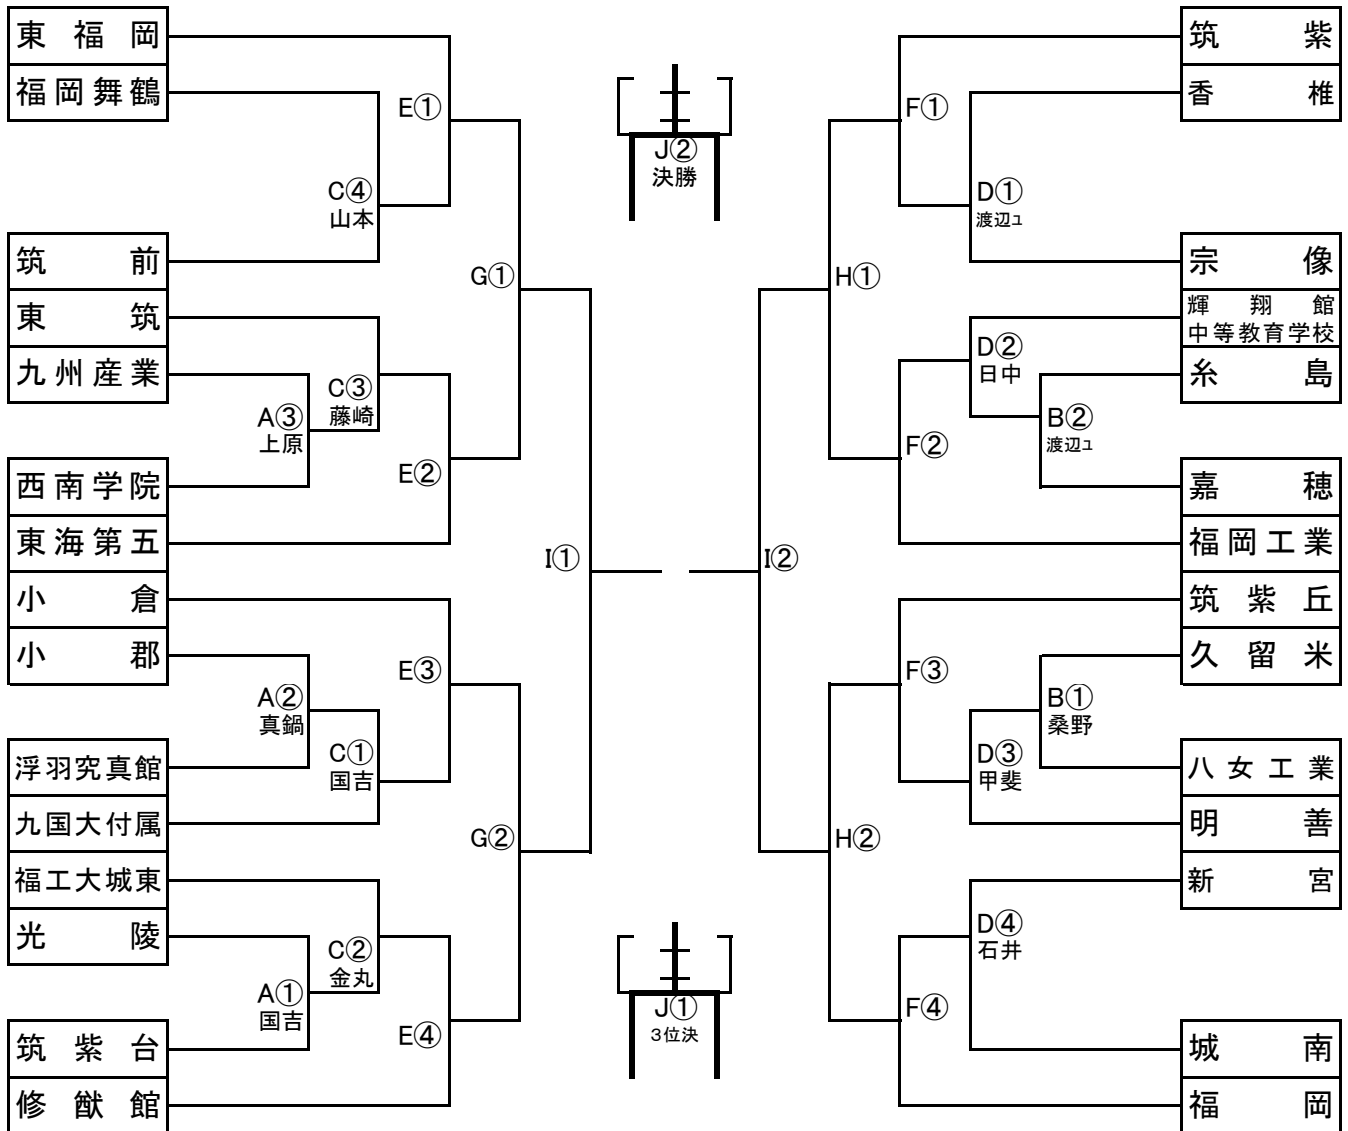 東福岡
福岡舞鶴
筑前
東筑
九州産業
西南学院
東海第五
小倉
小郡
浮羽究真館
九国大付属
福工大城東
光陵
筑紫台
修猷館
A③
上原
A②
真鍋
A①
国吉
C④
山本
C③
藤崎
C①
国吉
C②
金丸
E①
E②
E③
E④
G①
G②
I①
J②
決勝
J①
3位決
I②
H①
H②
F①
F②
F③
F④
D①
渡辺ユ
D②
日中
D③
甲斐
D④
石井
B②
渡辺ユ
B①
桑野
筑紫
香椎
宗像
輝翔館
中等教育学校
糸島
嘉穂
福岡工業
筑紫丘
久留米
八女工業
明善
新宮
城南
福岡